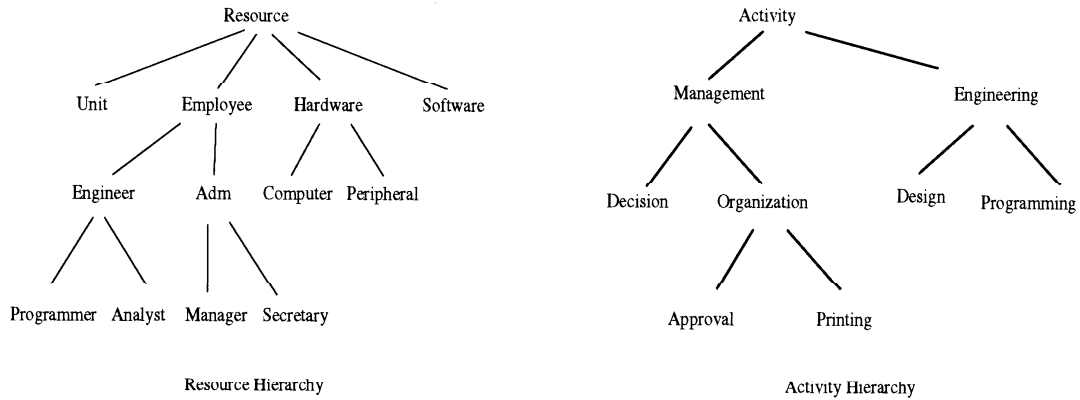 Resource
Activity
Unit
Employee
Hardware
Software
Management
Engineering
Engineer
Adm
Computer
Peripheral
Decision
Organization
Design
Programming
Programmer
Analyst
Manager
Secretary
Approval
Printing
Resource Hierarchy
Activity Hierarchy